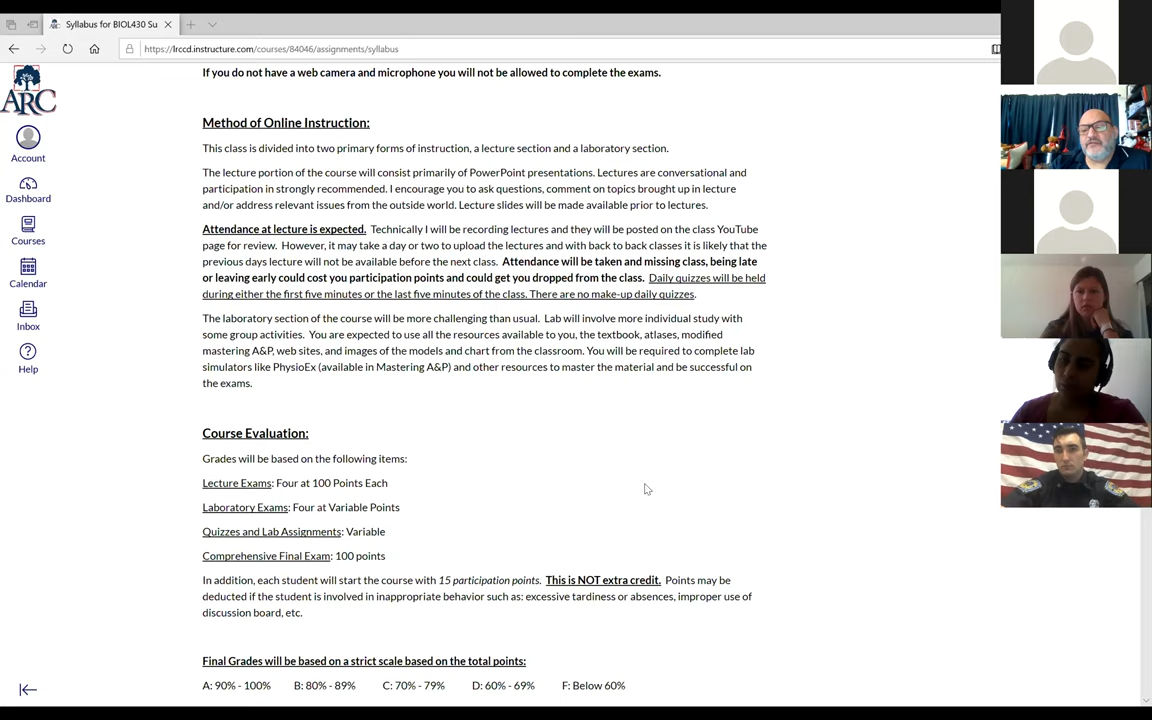 Syllabus for BIOL430 Su
https://lrccd.instructure.com/courses/84046/assignments/syllabus
ARC
Account
Dashboard
Courses
Calendar
Inbox
Help
If you do not have a web camera and microphone you will not be allowed to complete the exams.
Method of Online Instruction:
This class is divided into two primary forms of instruction, a lecture section and a laboratory section.
The lecture portion of the course will consist primarily of PowerPoint presentations. Lectures are conversational and
participation in strongly recommended. I encourage you to ask questions, comment on topics brought up in lecture
and/or address relevant issues from the outside world. Lecture slides will be made available prior to lectures.
Attendance at lecture is expected. Technically I will be recording lectures and they will be posted on the class YouTube
page for review. However, it may take a day or two to upload the lectures and with back to back classes it is likely that the
previous days lecture will not be available before the next class. Attendance will be taken and missing class, being late
or leaving early could cost you participation points and could get you dropped from the class. Daily quizzes will be held
during either the first five minutes or the last five minutes of the class. There are no make-up daily quizzes.
The laboratory section of the course will be more challenging than usual. Lab will involve more individual study with
some group activities. You are expected to use all the resources available to you, the textbook, atlases, modified
mastering A&P, web sites, and images of the models and chart from the classroom. You will be required to complete lab
simulators like PhysioEx (available in Mastering A&P) and other resources to master the material and be successful on
the exams.
Course Evaluation:
Grades will be based on the following items:
Lecture Exams: Four at 100 Points Each
Laboratory Exams: Four at Variable Points
Quizzes and Lab Assignments: Variable
Comprehensive Final Exam: 100 points
In addition, each student will start the course with 15 participation points. This is NOT extra credit. Points may be
deducted if the student is involved in inappropriate behavior such as: excessive tardiness or absences, improper use of
discussion board, etc.
Final Grades will be based on a strict scale based on the total points:
A: 90% - 100% B: 80% - 89% C: 70% - 79% D: 60% - 69% F: Below 60%